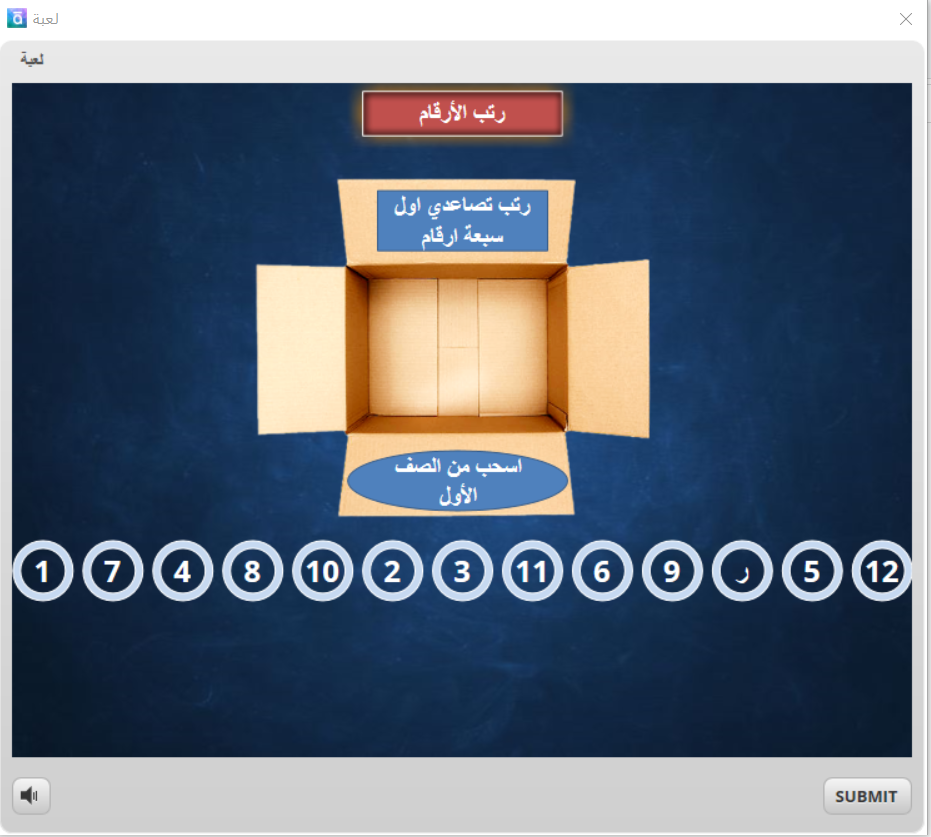 لعبة
لعبة
رتب الأرقام
رتب تصاعدي اول
سبعة ارقام
اسحب من الصف
الأول
1 7 4 8 10 2 3 11 6 9 ر 5 12
SUBMIT